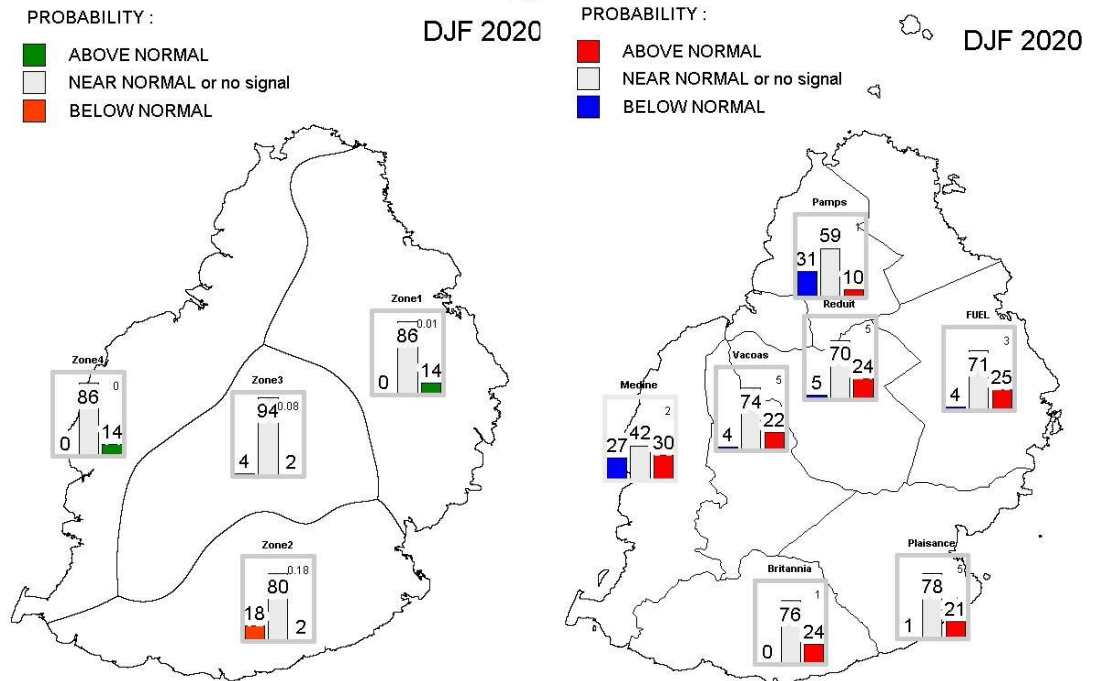 PROBABILITY :
DJF 2020
ABOVE NORMAL
NEAR NORMAL or no signal
BELOW NORMAL
Zone1
0.01
86
0
14
Zone4
0
86
0
14
Zone3
0.08
94
4
2
Zone2
0.18
80
18
2
PROBABILITY :
DJF 2020
ABOVE NORMAL
NEAR NORMAL or no signal
BELOW NORMAL
Pamps
1
59
31
10
Reduit
5
70
5
24
FUEL
3
71
4
25
Vacoas
5
74
4
22
Medine
2
42
27
30
Plaisance
5
78
1
21
Britannia
1
76
0
24